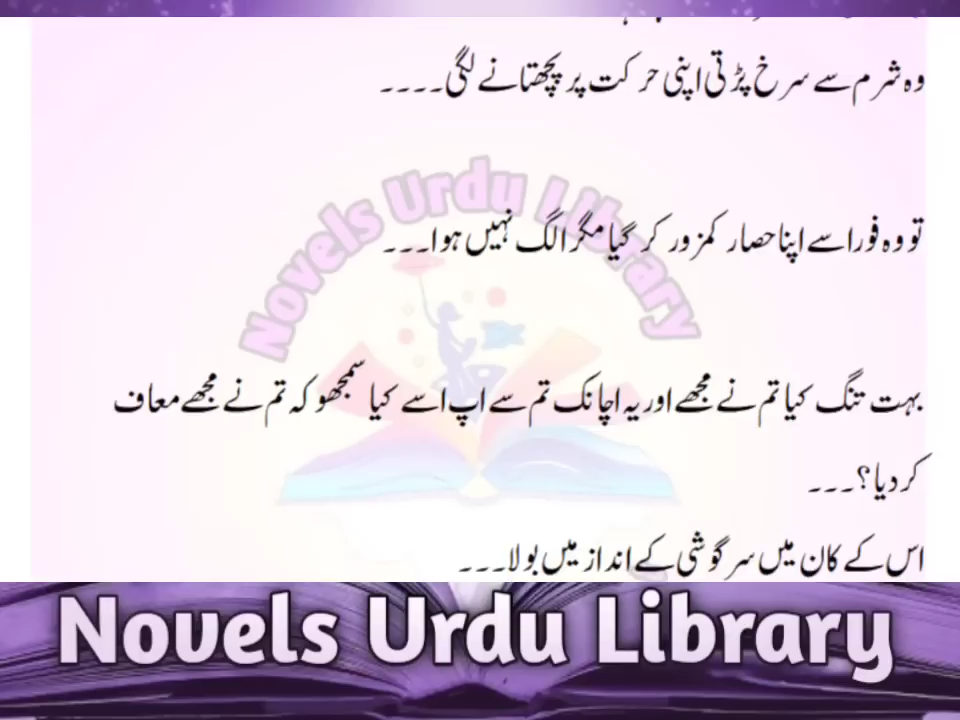 وہ شرم سے سرخ پڑتی اپنی حرکت پر پچھتانے لگی۔۔۔۔
تو وہ فورا سے اپنا حصار کمزور کر گیا مگر الگ نہیں ہوا۔۔۔
Novels Urdu Library
بہت تنگ کیا تم نے مجھے اور یہ اچانک تم سے اپ اسے کیا سمجھو کہ تم نے مجھے معاف
کر دیا؟۔۔۔
اس کے کان میں سرگوشی کے انداز میں بولا۔۔۔
Novels Urdu Library